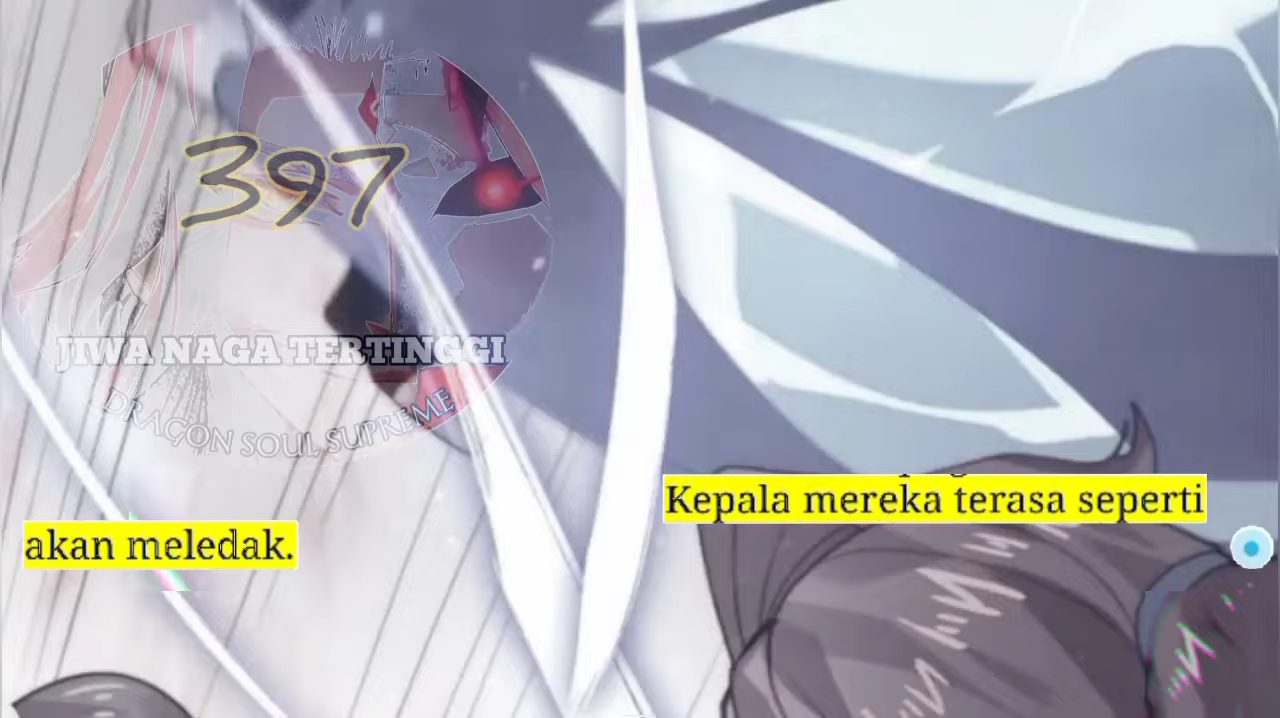 397
JIWA NAGA TERTINGGI
DRAGON SOUL SUPREME
Kepala mereka terasa seperti
akan meledak.